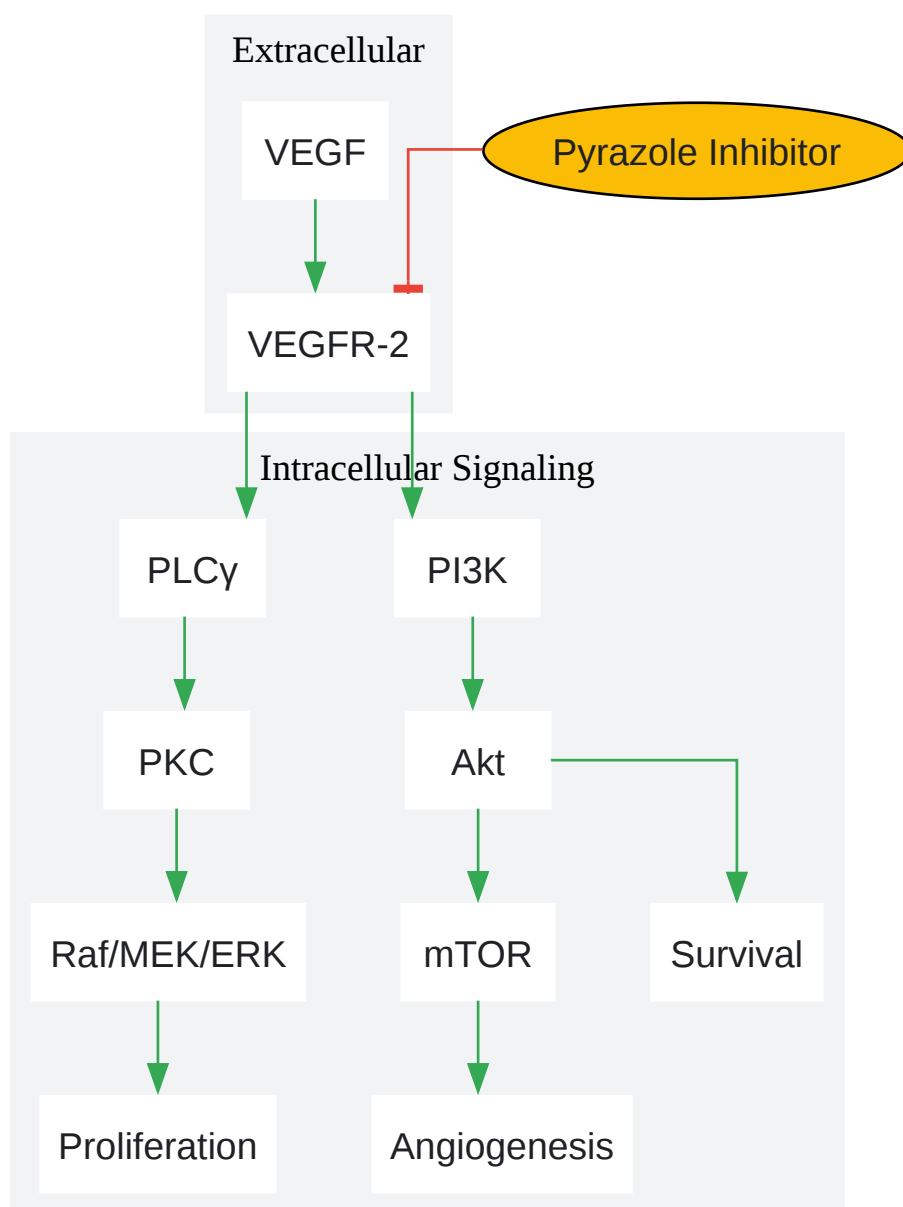 Extracellular
VEGF
Pyrazole Inhibitor
VEGFR-2
Intracellular Signaling
PLCγ
PI3K
PKC
Akt
Raf/MEK/ERK
mTOR
Survival
Proliferation
Angiogenesis